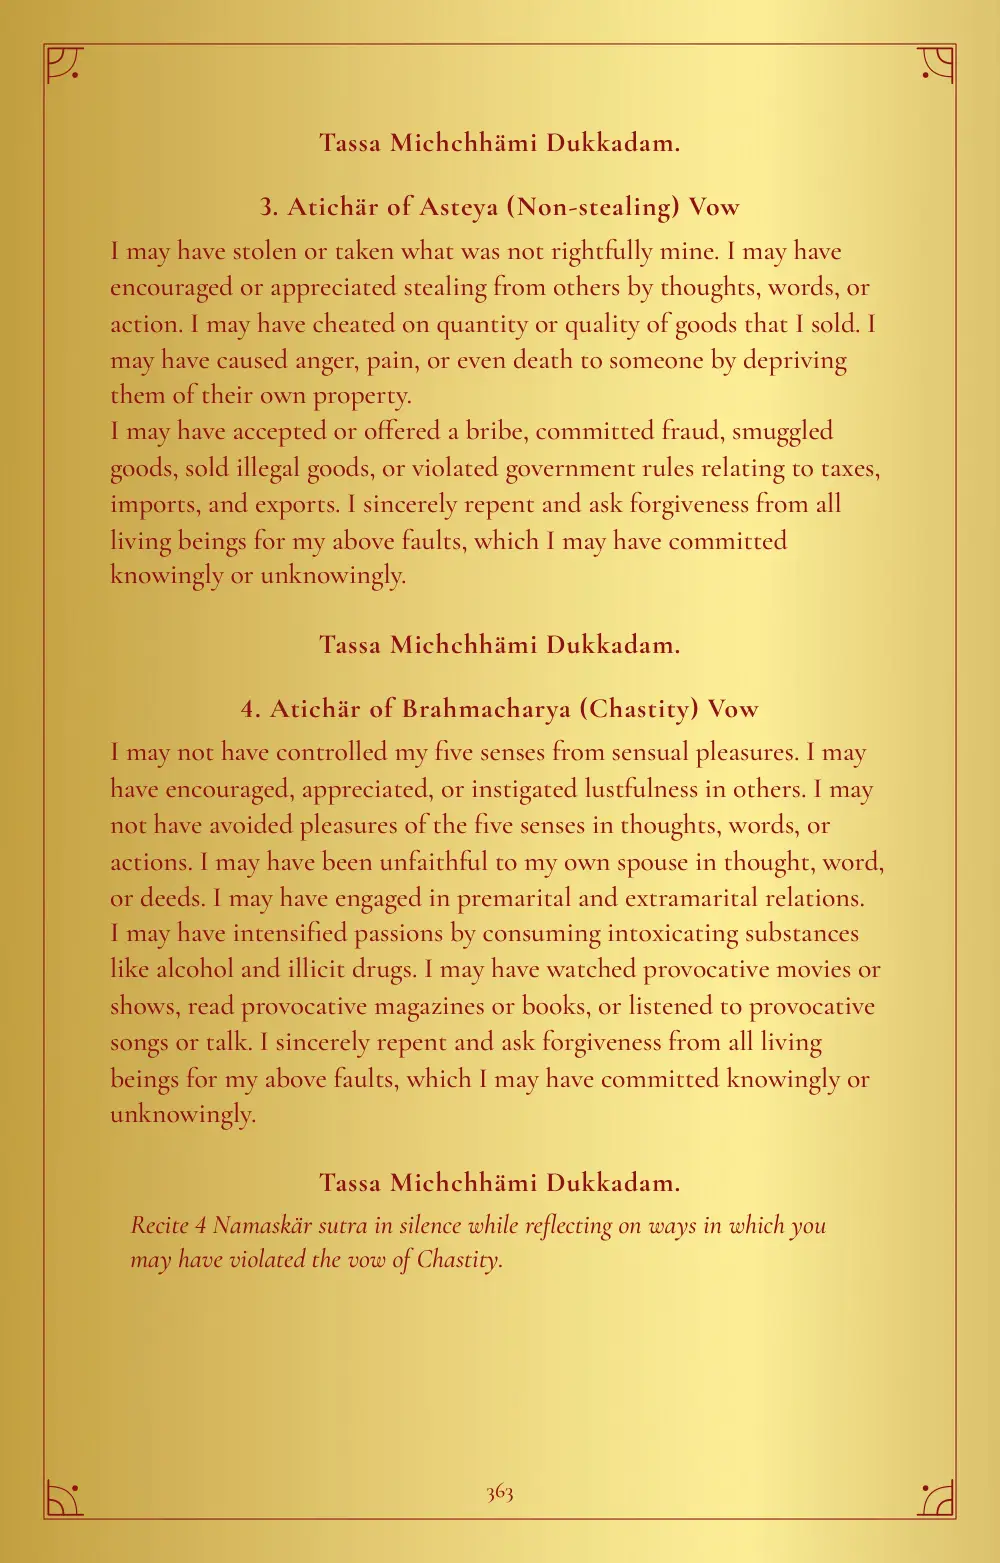 Tassa Michchhämi Dukkadam.
3. Atichär of Asteya (Non-stealing) Vow
I may have stolen or taken what was not rightfully mine. I may have
encouraged or appreciated stealing from others by thoughts, words, or
action. I may have cheated on quantity or quality of goods that I sold. I
may have caused anger, pain, or even death to someone by depriving
them of their own property.
I may have accepted or offered a bribe, committed fraud, smuggled
goods, sold illegal goods, or violated government rules relating to taxes,
imports, and exports. I sincerely repent and ask forgiveness from all
living beings for my above faults, which I may have committed
knowingly or unknowingly.
Tassa Michchhämi Dukkadam.
4. Atichär of Brahmacharya (Chastity) Vow
I may not have controlled my five senses from sensual pleasures. I may
have encouraged, appreciated, or instigated lustfulness in others. I may
not have avoided pleasures of the five senses in thoughts, words, or
actions. I may have been unfaithful to my own spouse in thought, word,
or deeds. I may have engaged in premarital and extramarital relations.
I may have intensified passions by consuming intoxicating substances
like alcohol and illicit drugs. I may have watched provocative movies or
shows, read provocative magazines or books, or listened to provocative
songs or talk. I sincerely repent and ask forgiveness from all living
beings for my above faults, which I may have committed knowingly or
unknowingly.
Tassa Michchhämi Dukkadam.
Recite 4 Namaskär sutra in silence while reflecting on ways in which you
may have violated the vow of Chastity.
363